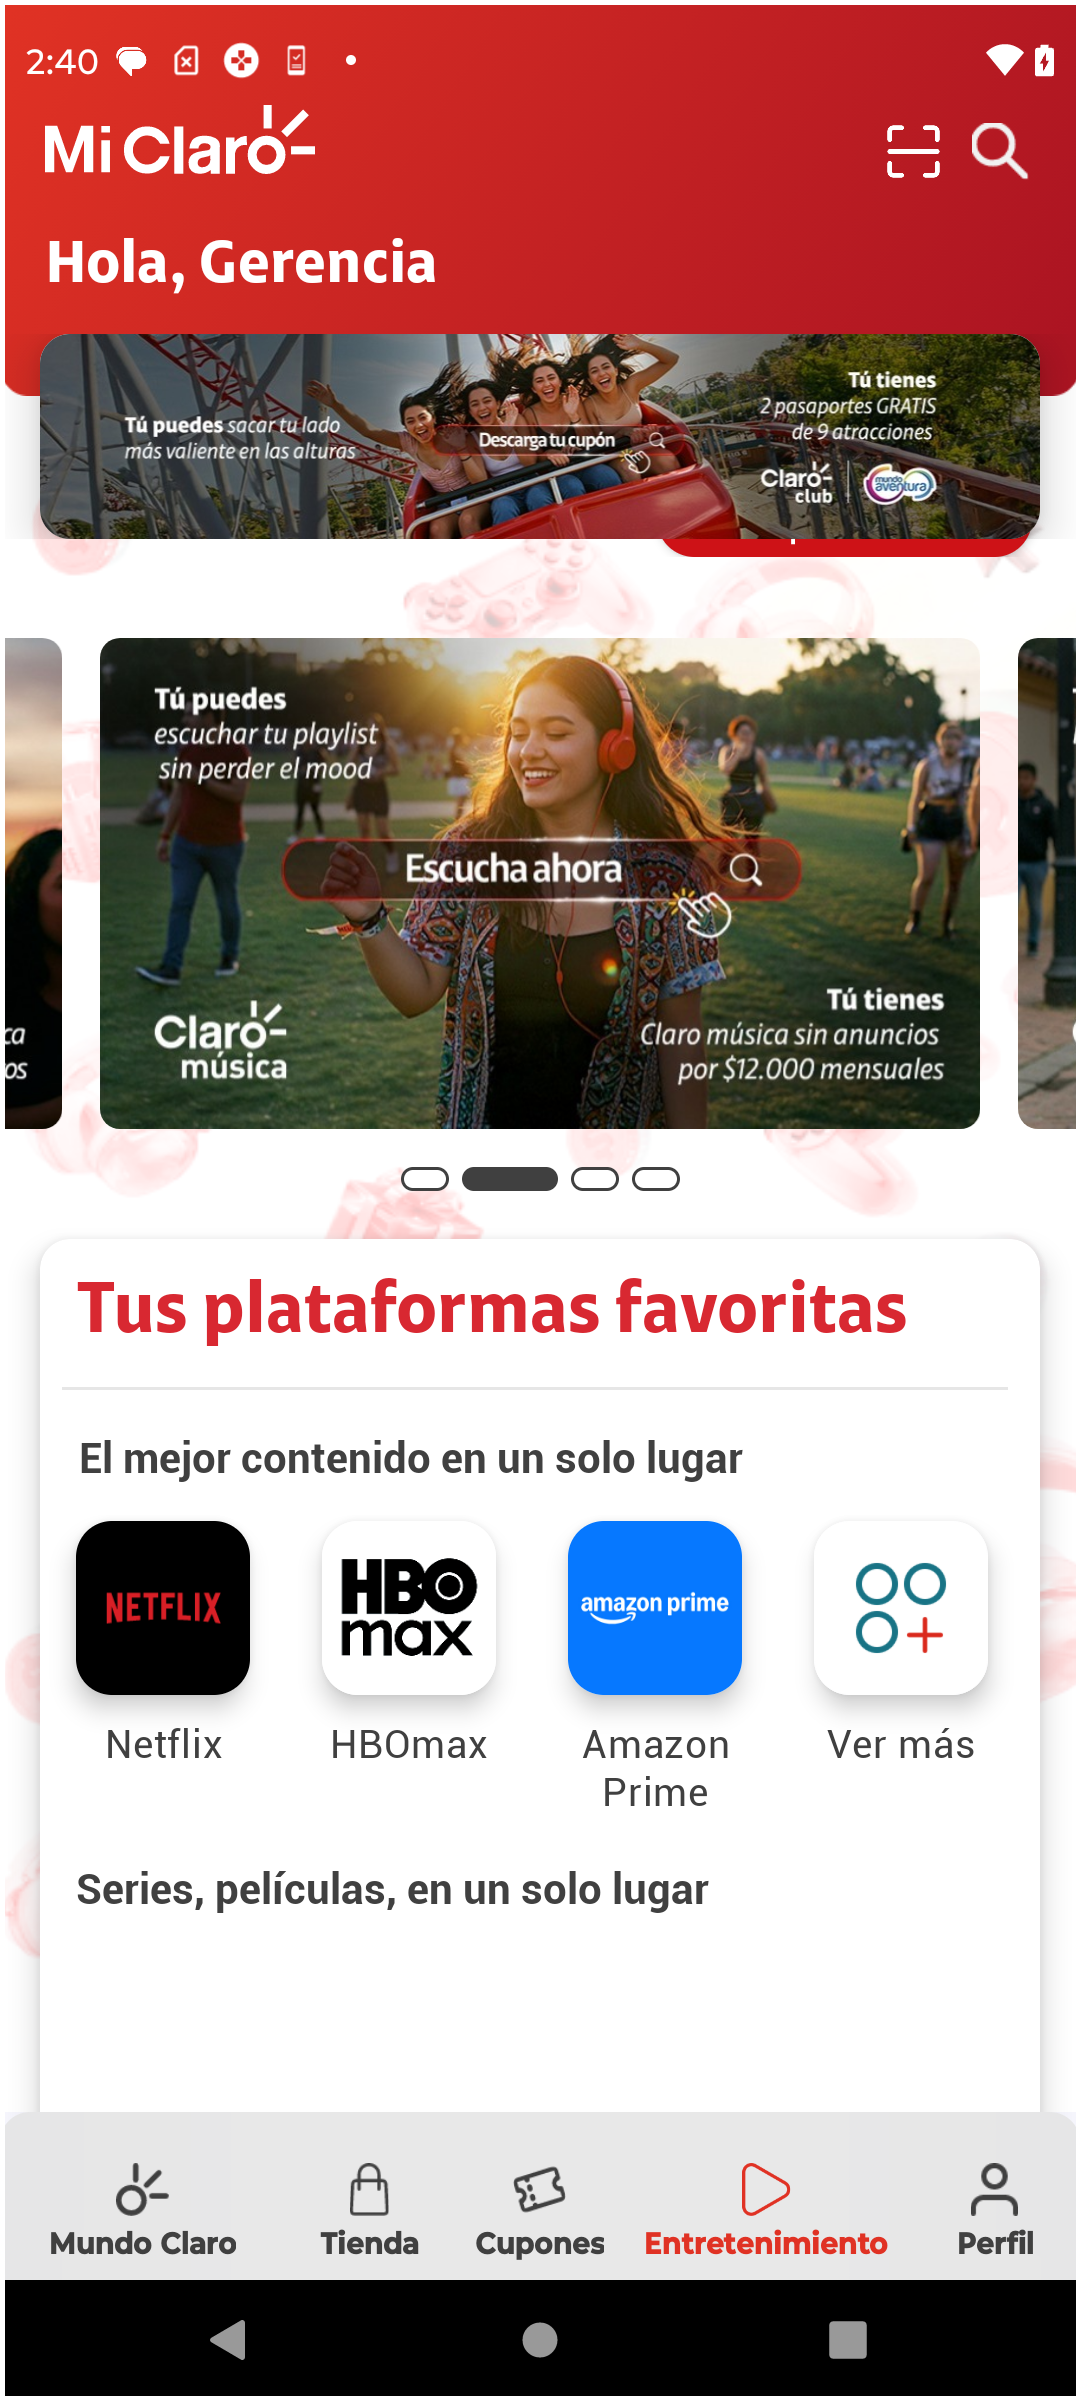 2:40
Mi Claro
Hola, Gerencia
Tú puedes sacar tu lado
más valiente en las alturas
Descarga tu cupón
Tú tienes
2 pasaportes GRATIS
de 9 atracciones
Claro
club
mundo
aventura
Tú puedes
escuchar tu playlist
sin perder el mood
Escucha ahora
Tú tienes
Claro música sin anuncios
por $12.000 mensuales
Claro
música
ca
os
Tus plataformas favoritas
El mejor contenido en un solo lugar
NETFLIX
HBO
max
amazon prime
Netflix
HBOmax
Amazon
Prime
Ver más
Series, películas, en un solo lugar
Mundo Claro
Tienda
Cupones
Entretenimiento
Perfil